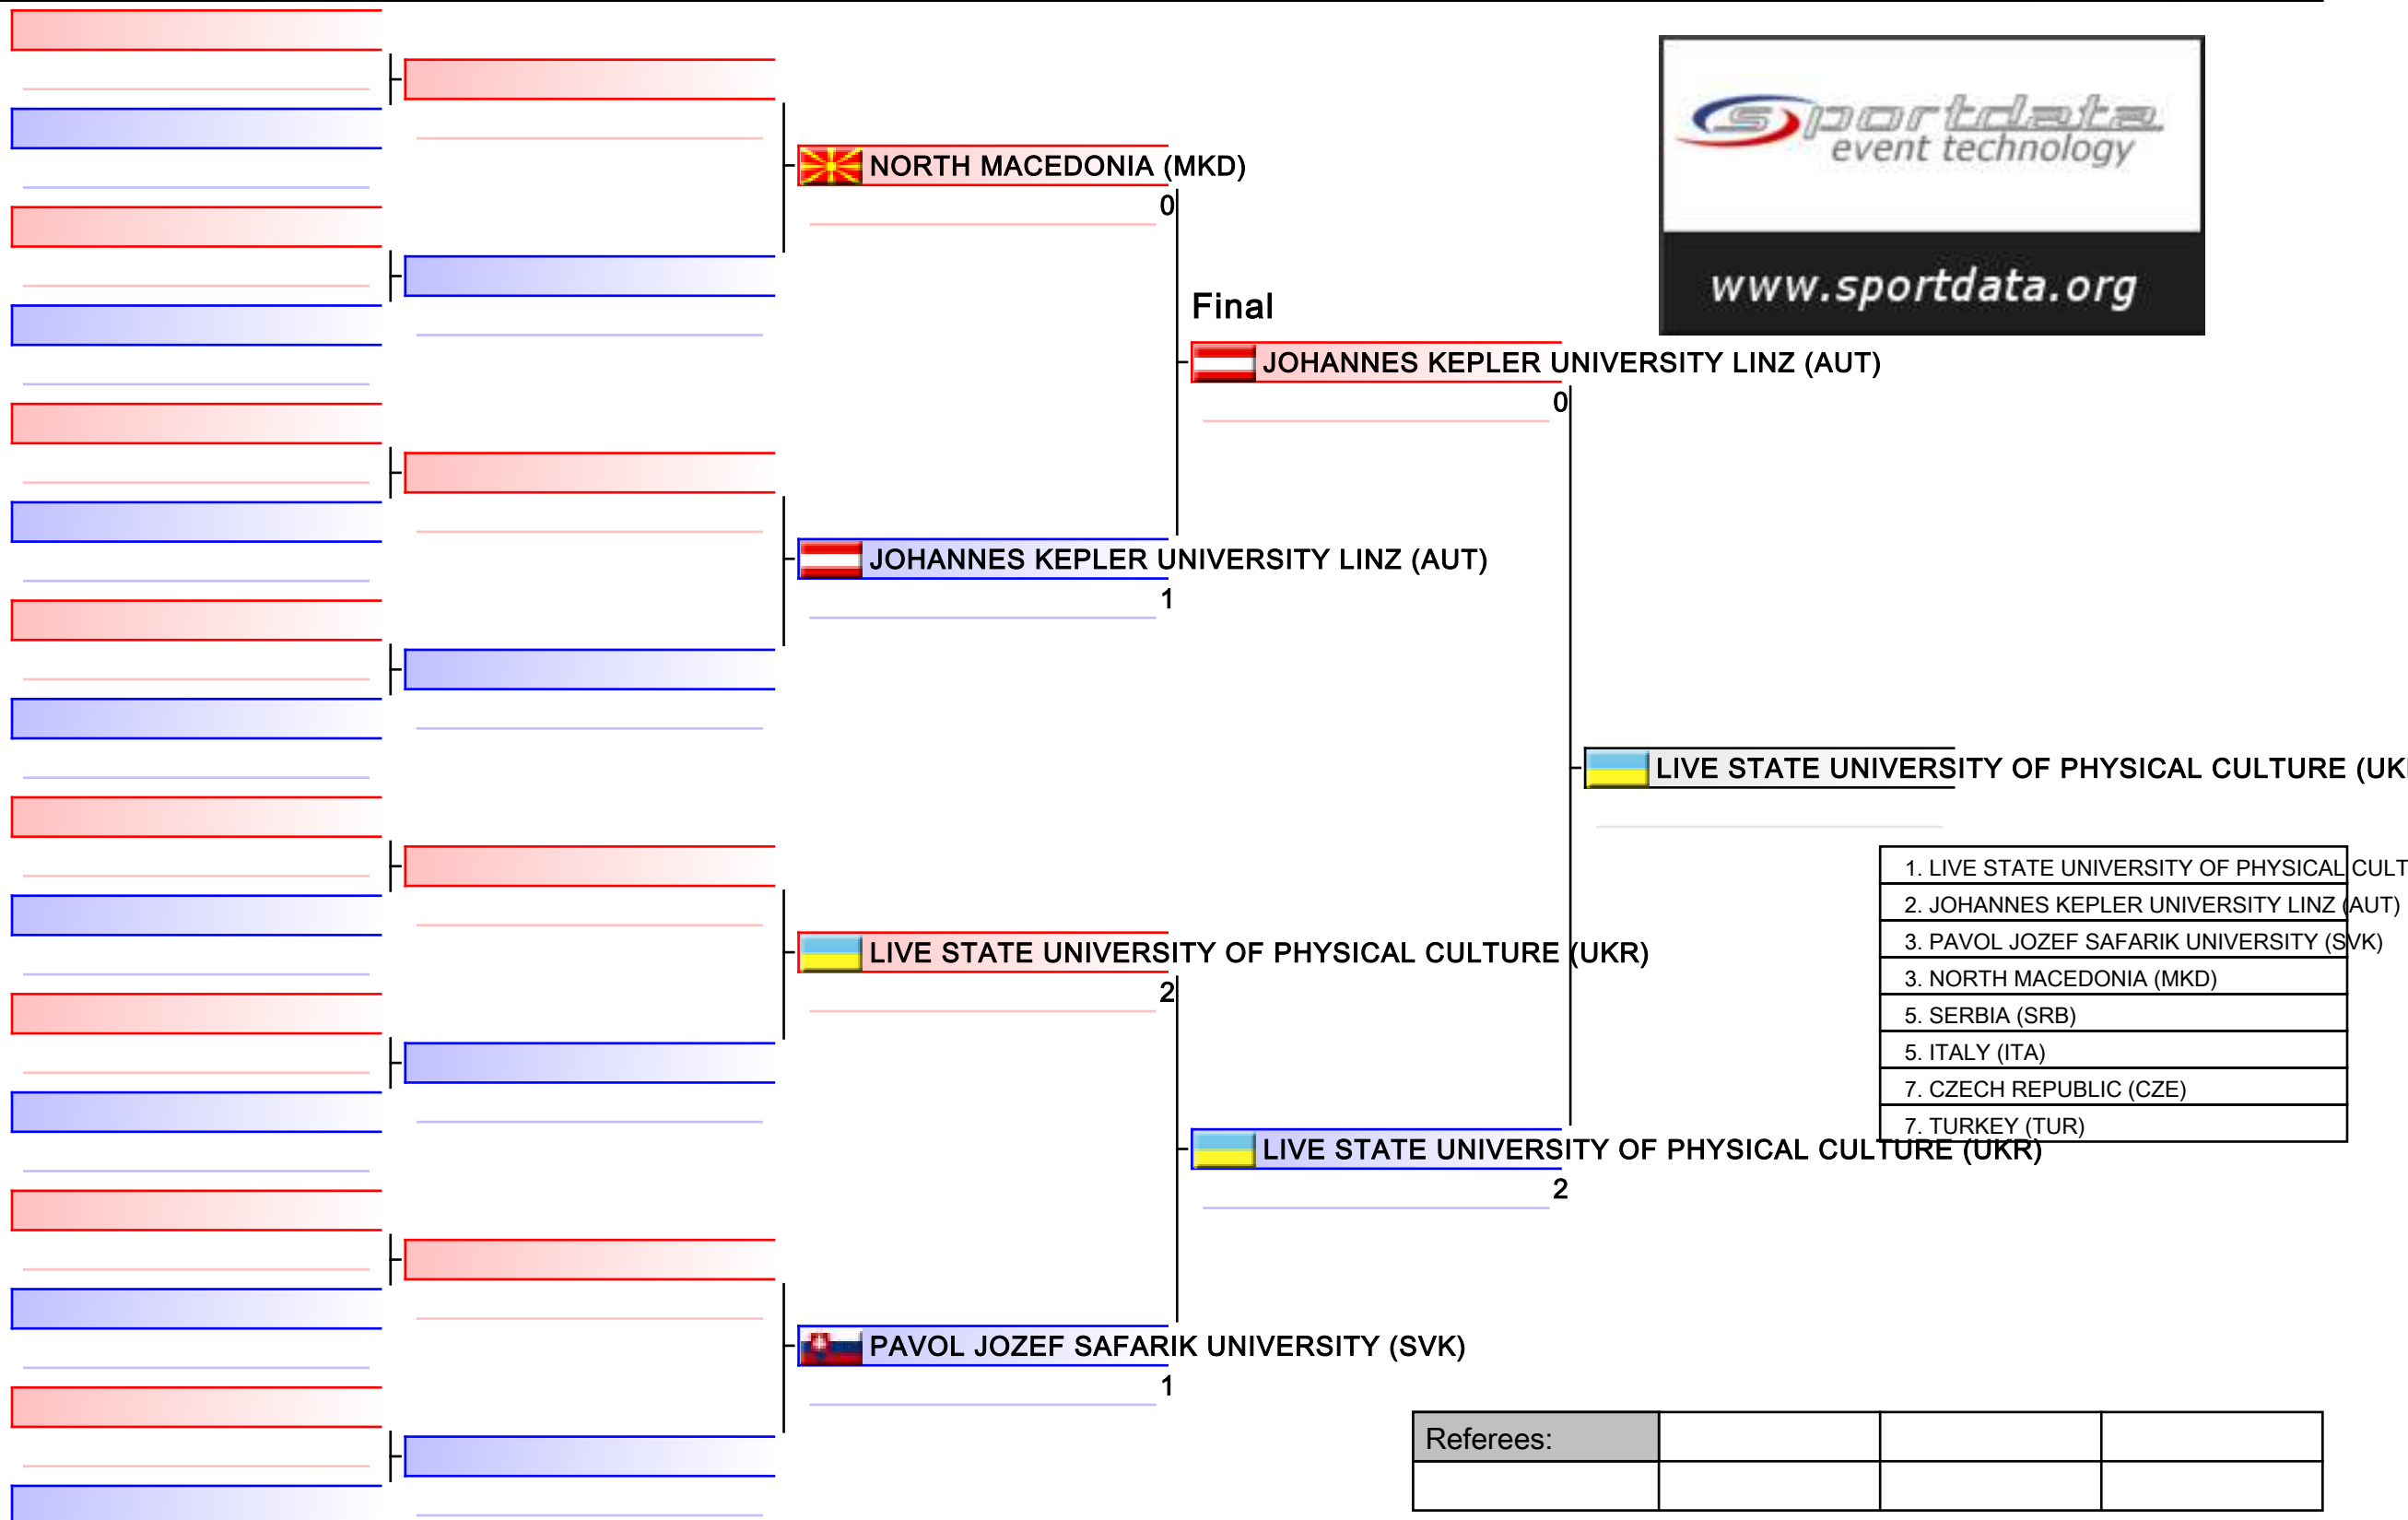 sportdata
event technology
www.sportdata.org
NORTH MACEDONIA (MKD)
0
Final
JOHANNES KEPLER UNIVERSITY LINZ (AUT)
0
JOHANNES KEPLER UNIVERSITY LINZ (AUT)
1
LIVE STATE UNIVERSITY OF PHYSICAL CULTURE (UK
1. LIVE STATE UNIVERSITY OF PHYSICAL CULT
2. JOHANNES KEPLER UNIVERSITY LINZ (AUT)
3. PAVOL JOZEF SAFARIK UNIVERSITY (SVK)
3. NORTH MACEDONIA (MKD)
5. SERBIA (SRB)
5. ITALY (ITA)
7. CZECH REPUBLIC (CZE)
7. TURKEY (TUR)
LIVE STATE UNIVERSITY OF PHYSICAL CULTURE (UKR)
2
LIVE STATE UNIVERSITY OF PHYSICAL CULTURE (UKR)
2
PAVOL JOZEF SAFARIK UNIVERSITY (SVK)
1
Referees: